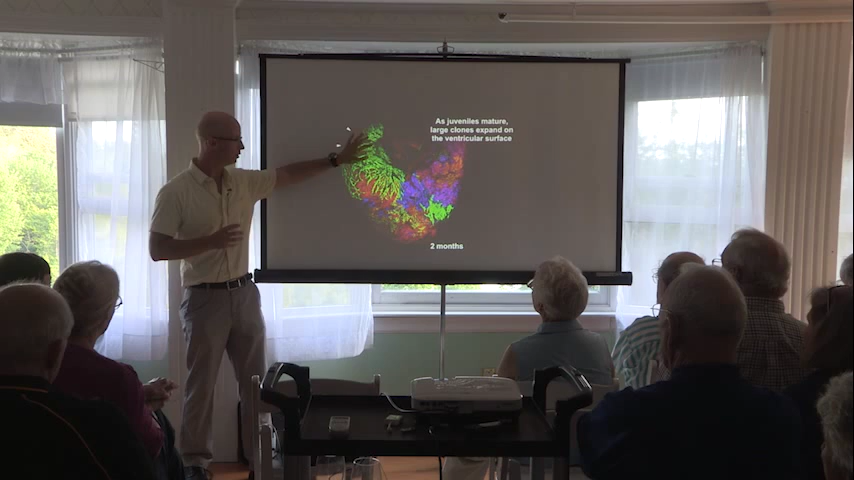 As juveniles mature,
large clones expand on
the ventricular surface
2 months